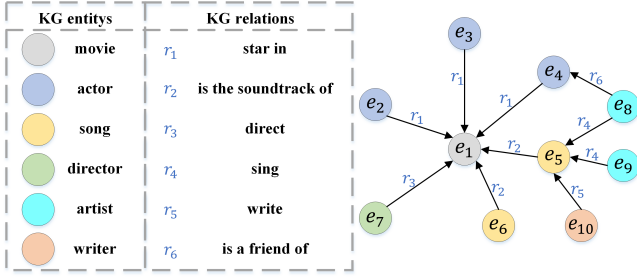 KG entitys KG relations
movie r₁ star in
actor r₂ is the soundtrack of
song r₃ direct
director r₄ sing
artist r₅ write
writer r₆ is a friend of
e₃
e₄ r₆
r₁ e₈
e₂ r₁ r₁ r₄
e₁ r₂ e₅ r₄ e₉
r₃ r₂ r₅
e₇ e₆ e₁₀